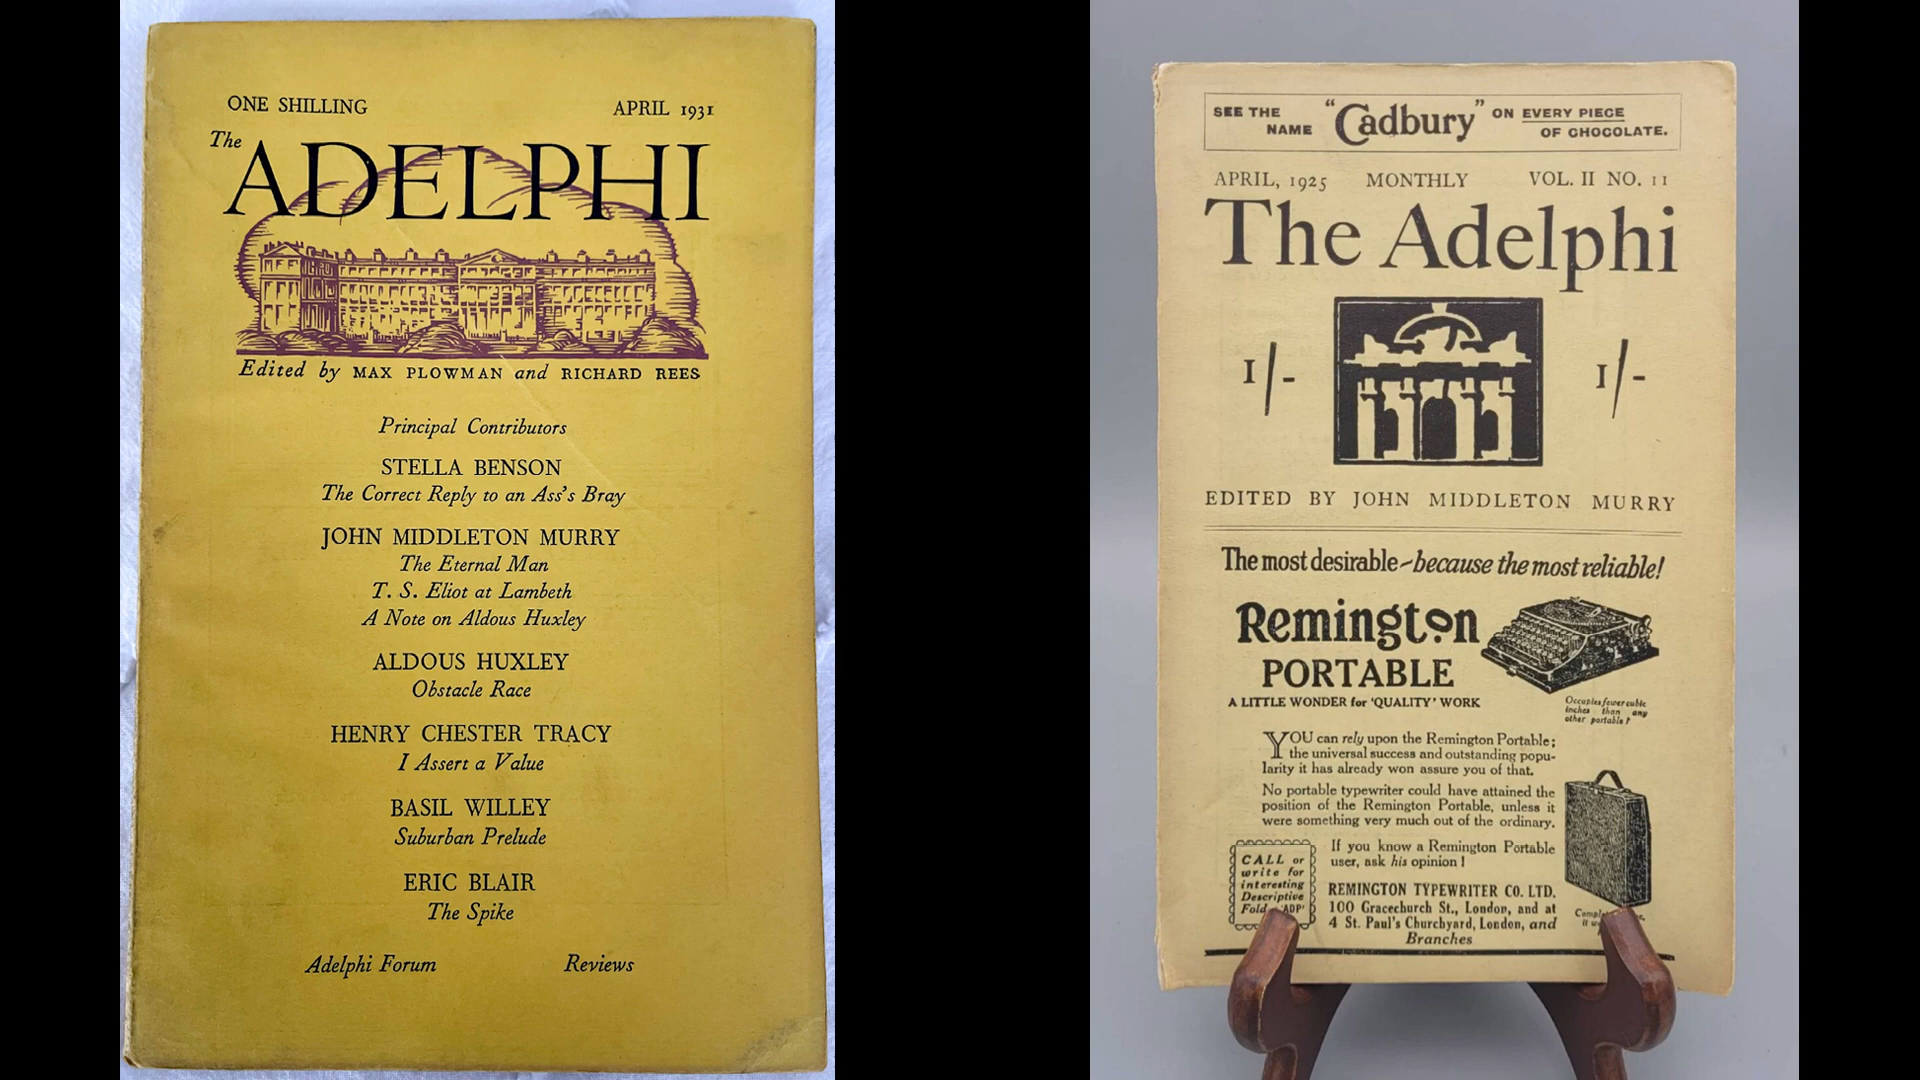 ONE SHILLING APRIL 1931
The ADELPHI
Edited by MAX PLOWMAN and RICHARD REES
Principal Contributors
STELLA BENSON
The Correct Reply to an Ass's Bray
JOHN MIDDLETON MURRY
The Eternal Man
T. S. Eliot at Lambeth
A Note on Aldous Huxley
ALDOUS HUXLEY
Obstacle Race
HENRY CHESTER TRACY
I Assert a Value
BASIL WILLEY
Suburban Prelude
ERIC BLAIR
The Spike
Adelphi Forum Reviews
SEE THE NAME "Cadbury" ON EVERY PIECE OF CHOCOLATE.
APRIL, 1925 MONTHLY VOL. II NO. 11
The Adelphi
1/- 1/-
EDITED BY JOHN MIDDLETON MURRY
The most desirable - because the most reliable!
Remington
PORTABLE
A LITTLE WONDER for 'QUALITY' WORK
Occupies fewer cubic
inches than any
other portable!
YOU can rely upon the Remington Portable;
the universal success and outstanding popu-
larity it has already won assure you of that.
No portable typewriter could have attained the
position of the Remington Portable, unless it
were something very much out of the ordinary.
If you know a Remington Portable
user, ask his opinion!
CALL or
write for
interesting
Descriptive
'ADP'
REMINGTON TYPEWRITER CO. LTD.
100 Gracechurch St., London, and at
4 St. Paul's Churchyard, London, and
Branches